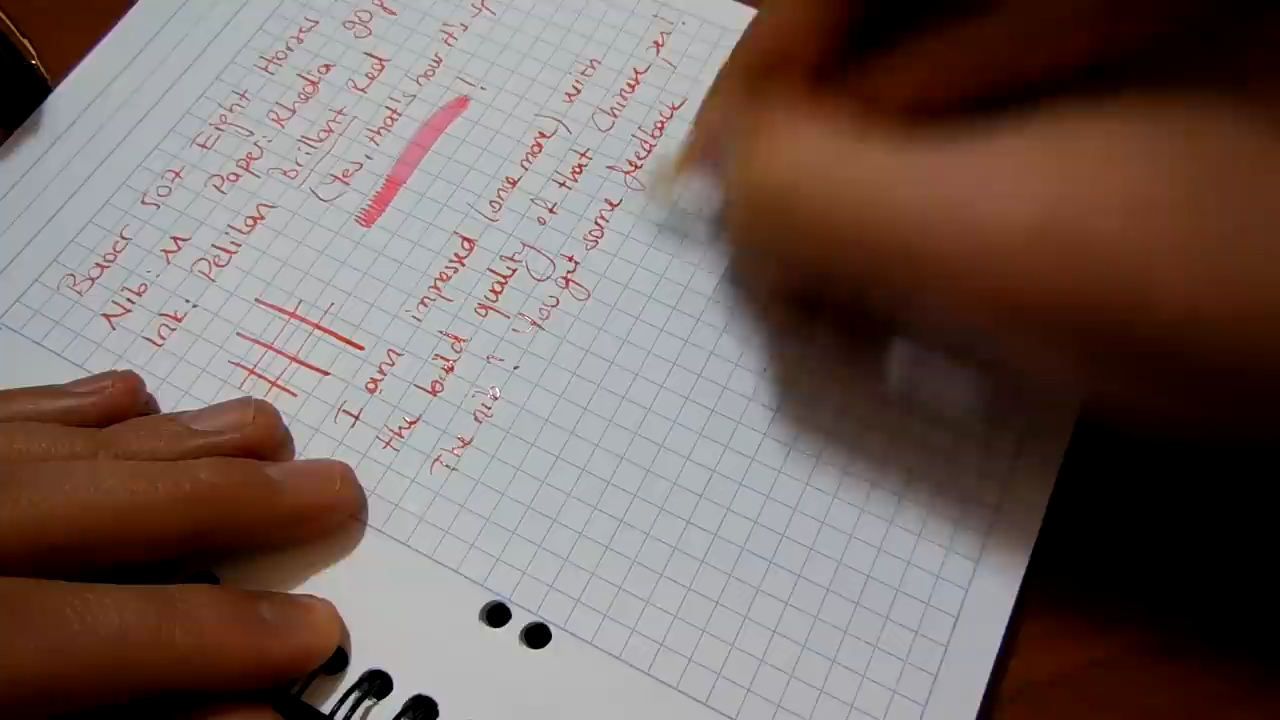 Baoer 507 Eight Horses
Nib: M Paper: Rhodia 90
Ink: Pelikan Brillant Red
(Yes, that's how it's
!
I am impressed (once more) with
the build quality of that Chinese
The nib? You get some feedback